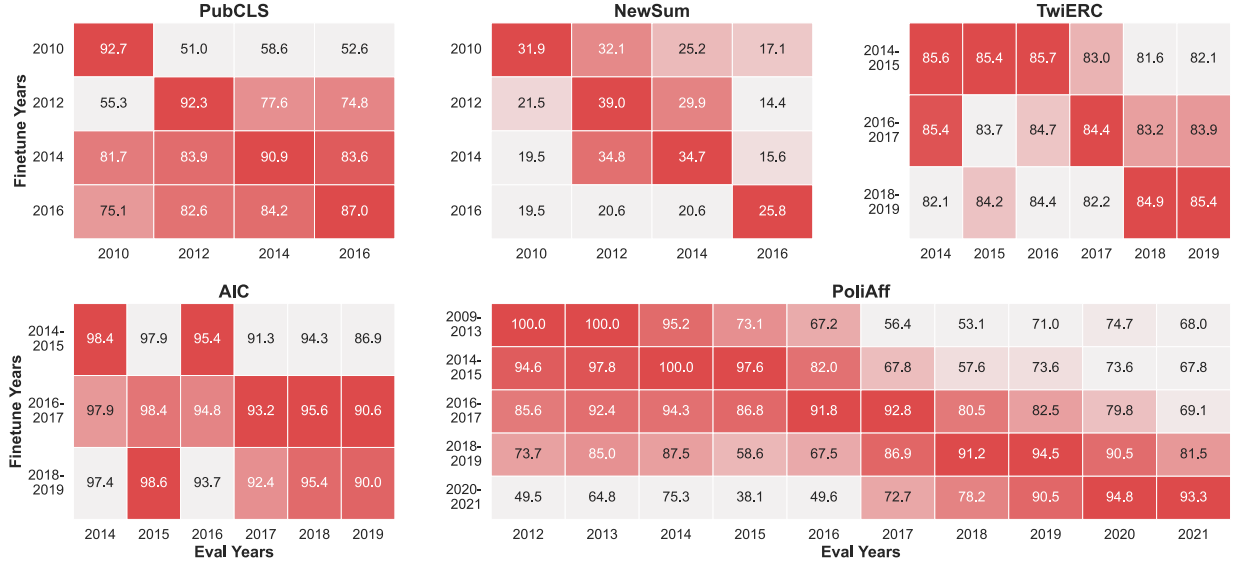 PubCLS
2010 92.7 51.0 58.6 52.6
2012 55.3 92.3 77.6 74.8
2014 81.7 83.9 90.9 83.6
2016 75.1 82.6 84.2 87.0
2010 2012 2014 2016
Finetune Years
NewSum
2010 31.9 32.1 25.2 17.1
2012 21.5 39.0 29.9 14.4
2014 19.5 34.8 34.7 15.6
2016 19.5 20.6 20.6 25.8
2010 2012 2014 2016
TwiERC
2014-
2015 85.6 85.4 85.7 83.0 81.6 82.1
2016-
2017 85.4 83.7 84.7 84.4 83.2 83.9
2018-
2019 82.1 84.2 84.4 82.2 84.9 85.4
2014 2015 2016 2017 2018 2019
AIC
2014-
2015 98.4 97.9 95.4 91.3 94.3 86.9
2016-
2017 97.9 98.4 94.8 93.2 95.6 90.6
2018-
2019 97.4 98.6 93.7 92.4 95.4 90.0
2014 2015 2016 2017 2018 2019
Finetune Years
Eval Years
PoliAff
2009-
2013 100.0 100.0 95.2 73.1 67.2 56.4 53.1 71.0 74.7 68.0
2014-
2015 94.6 97.8 100.0 97.6 82.0 67.8 57.6 73.6 73.6 67.8
2016-
2017 85.6 92.4 94.3 86.8 91.8 92.8 80.5 82.5 79.8 69.1
2018-
2019 73.7 85.0 87.5 58.6 67.5 86.9 91.2 94.5 90.5 81.5
2020-
2021 49.5 64.8 75.3 38.1 49.6 72.7 78.2 90.5 94.8 93.3
2012 2013 2014 2015 2016 2017 2018 2019 2020 2021
Eval Years